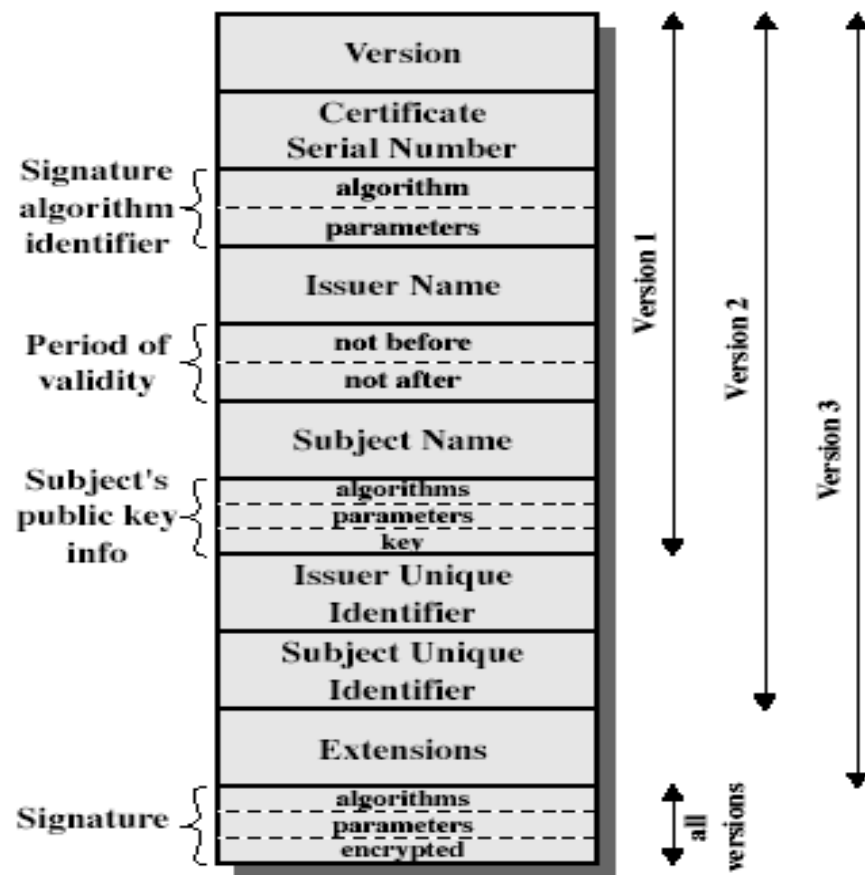 Version
Certificate
Serial Number
Signature
algorithm
identifier
algorithm
parameters
Issuer Name
Period of
validity
not before
not after
Subject Name
Subject's
public key
info
algorithms
parameters
key
Issuer Unique
Identifier
Subject Unique
Identifier
Extensions
Signature
algorithms
parameters
encrypted
Version 1
Version 2
Version 3
all
versions